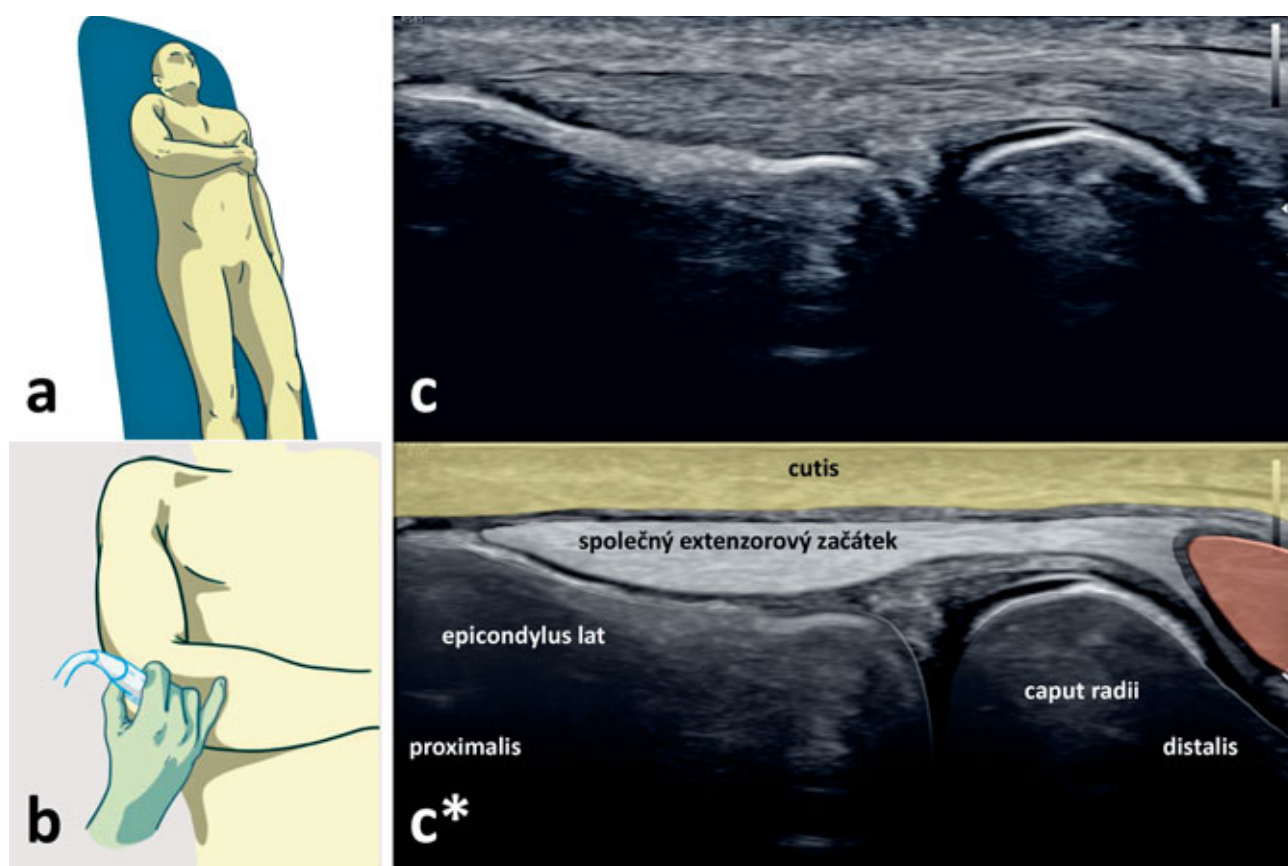 a
c
b
cutis
společný extenzorový začátek
epicondylus lat
caput radii
proximalis
distalis
c*